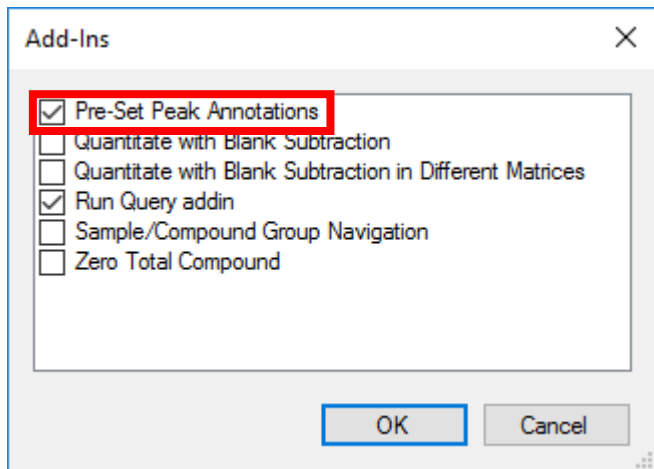 Add-Ins
Pre-Set Peak Annotations
Quantitate with Blank Subtraction
Quantitate with Blank Subtraction in Different Matrices
Run Query addin
Sample/Compound Group Navigation
Zero Total Compound
OK
Cancel